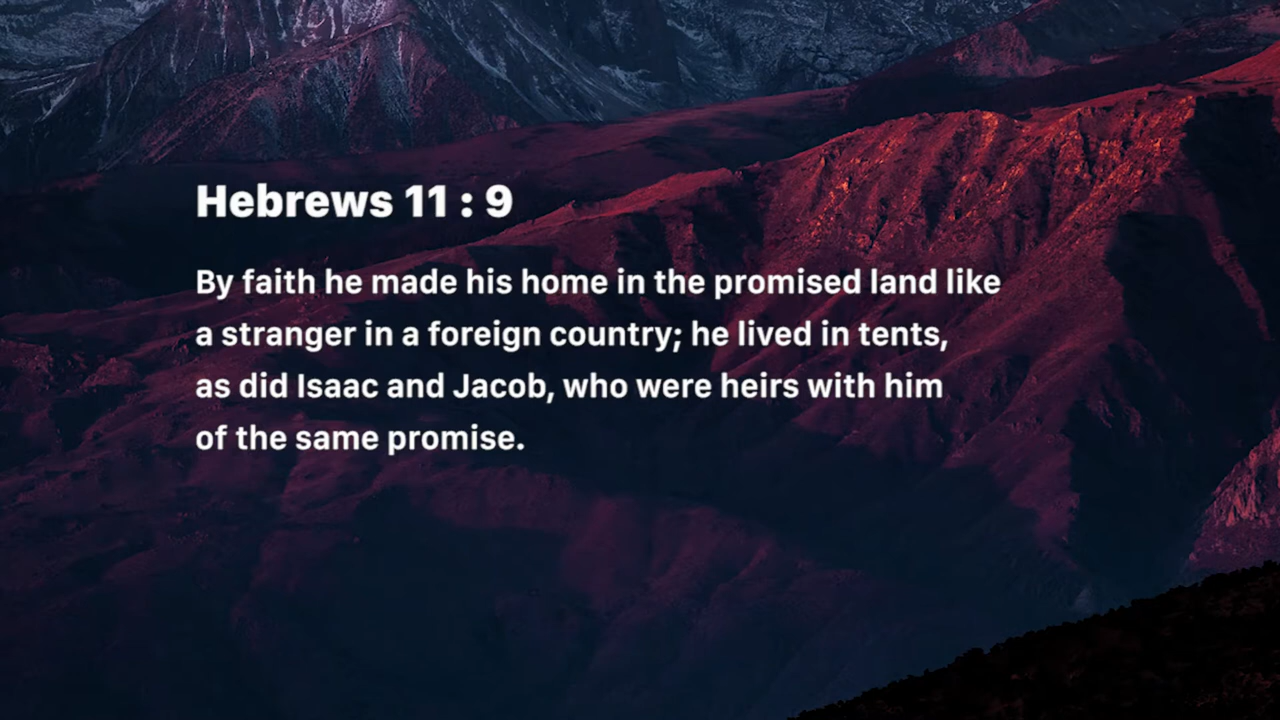 Hebrews 11 : 9
By faith he made his home in the promised land like
a stranger in a foreign country; he lived in tents,
as did Isaac and Jacob, who were heirs with him
of the same promise.